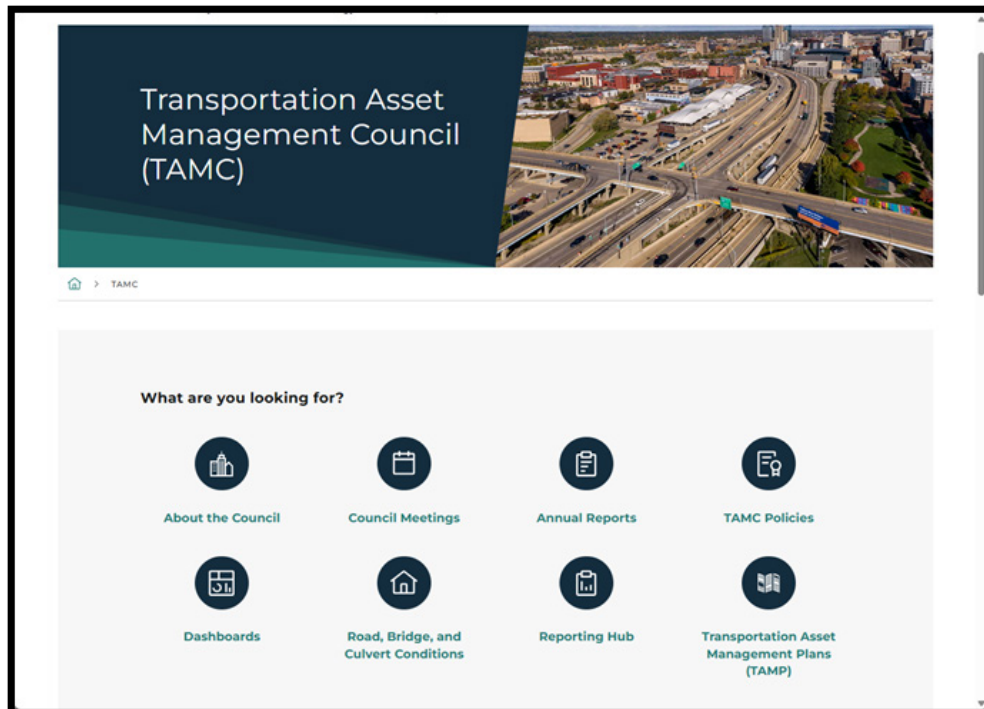 Transportation Asset
Management Council
(TAMC)
TAMC
What are you looking for?
About the Council
Council Meetings
Annual Reports
TAMC Policies
Dashboards
Road, Bridge, and
Culvert Conditions
Reporting Hub
Transportation Asset
Management Plans
(TAMP)